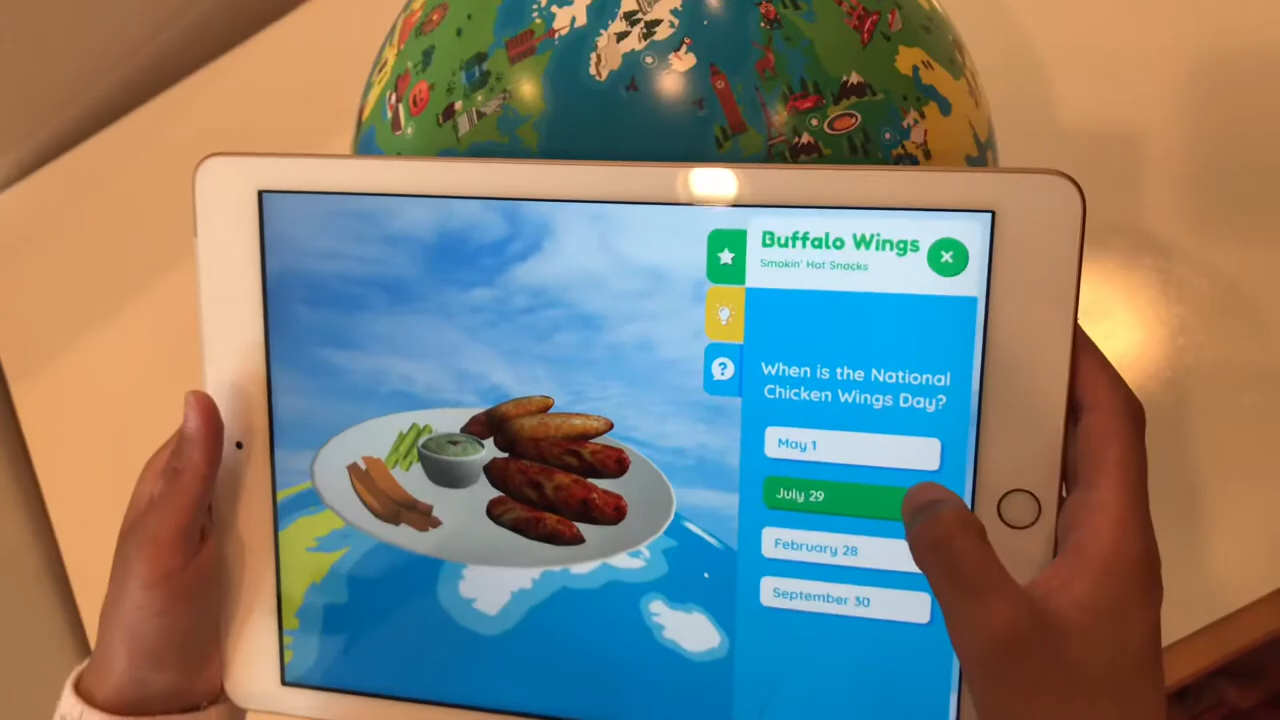 Buffalo Wings
Smokin' Hot Snacks
When is the National
Chicken Wings Day?
May 1
July 29
February 28
September 30